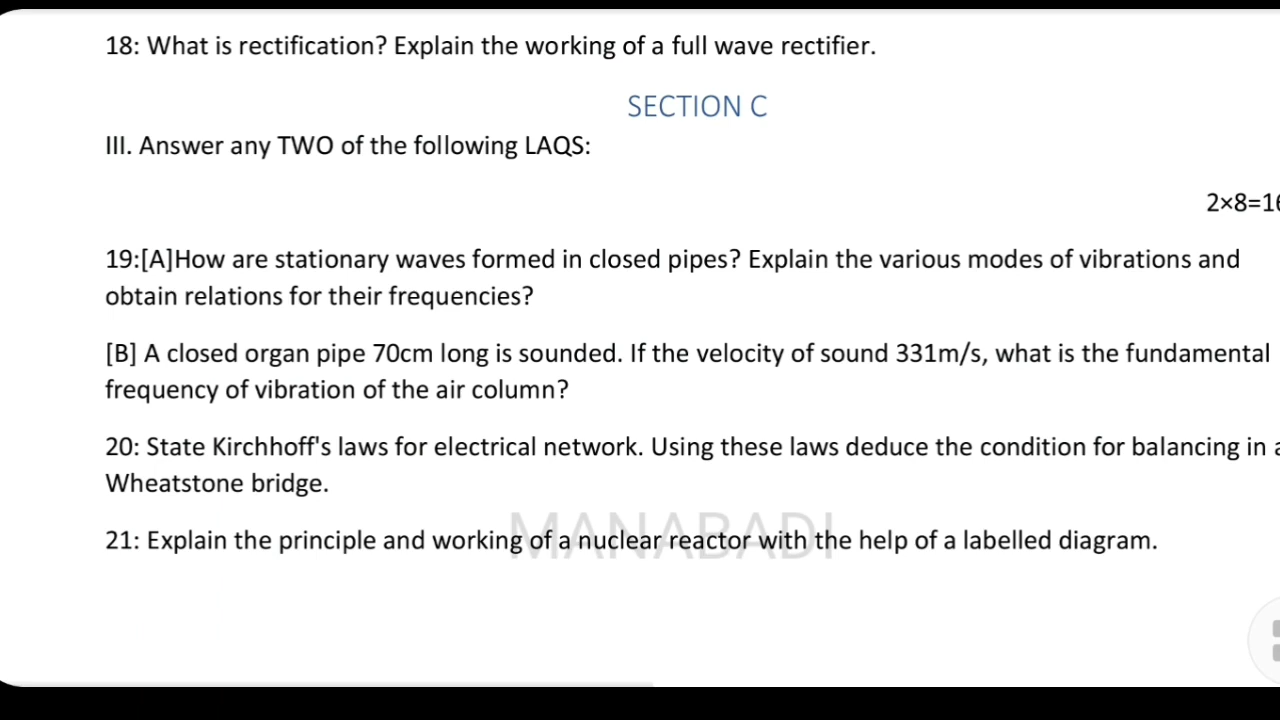 18: What is rectification? Explain the working of a full wave rectifier.
SECTION C
III. Answer any TWO of the following LAQS:
2×8=16
19:[A]How are stationary waves formed in closed pipes? Explain the various modes of vibrations and
obtain relations for their frequencies?
[B] A closed organ pipe 70cm long is sounded. If the velocity of sound 331m/s, what is the fundamental
frequency of vibration of the air column?
20: State Kirchhoff's laws for electrical network. Using these laws deduce the condition for balancing in a
Wheatstone bridge.
MANABADI
21: Explain the principle and working of a nuclear reactor with the help of a labelled diagram.